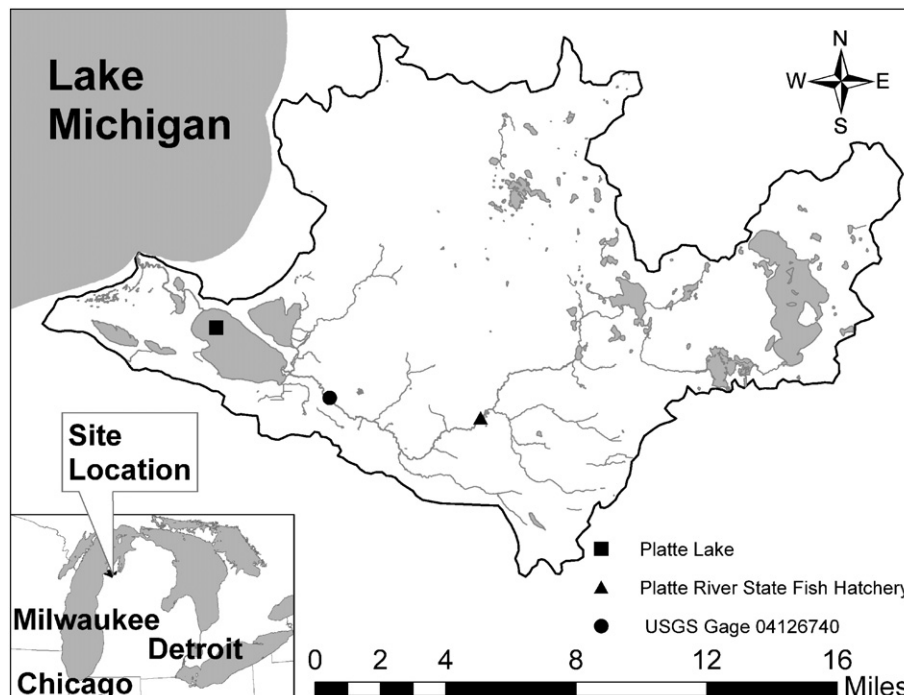 Lake
Michigan
N
W E
S
Site
Location
Milwaukee
Detroit
Chicago
Platte Lake
Platte River State Fish Hatchery
USGS Gage 04126740
0 2 4 8 12 16
Miles